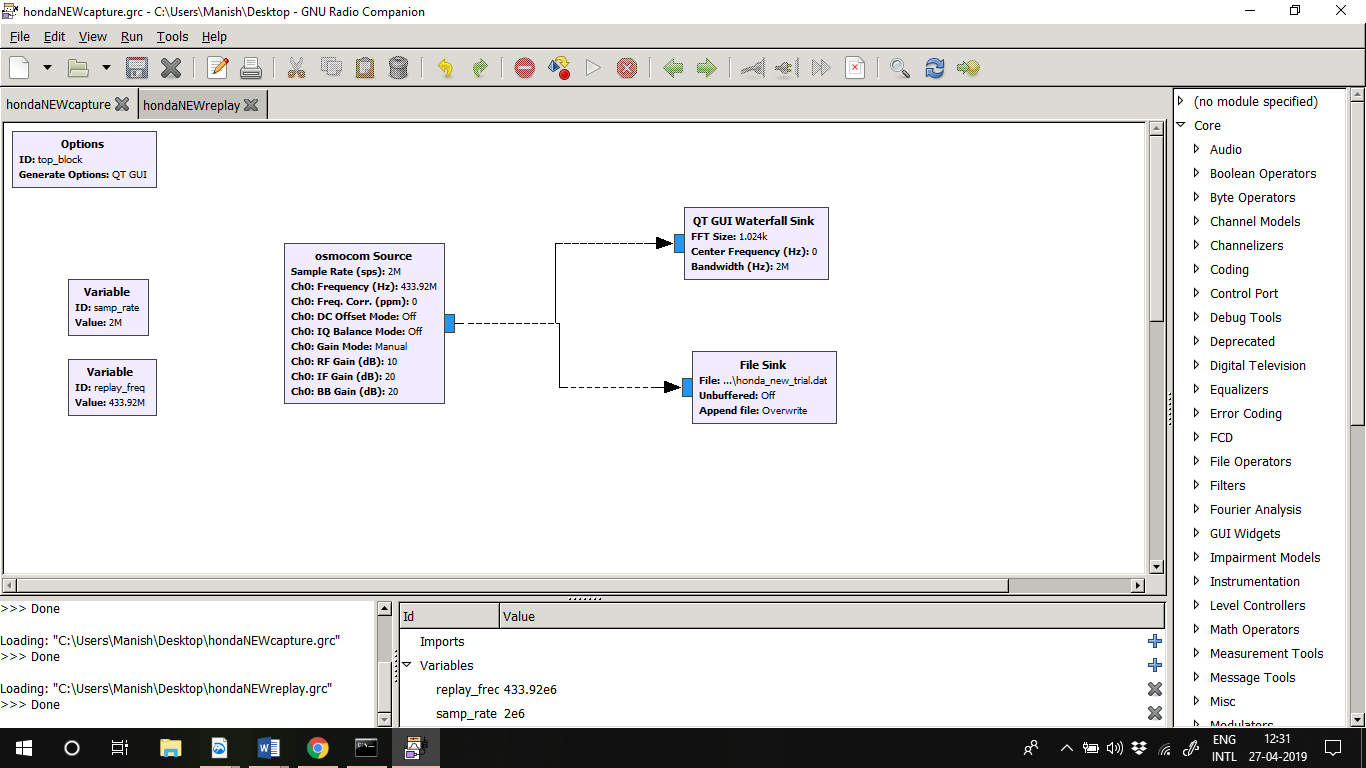 hondaNEWcapture.grc - C:\Users\Manish\Desktop - GNU Radio Companion
File Edit View Run Tools Help
hondaNEWcapture
hondaNEWreplay
Options
ID: top_block
Generate Options: QT GUI
Variable
ID: samp_rate
Value: 2M
Variable
ID: replay_freq
Value: 433.92M
osmocom Source
Sample Rate (sps): 2M
Ch0: Frequency (Hz): 433.92M
Ch0: Freq. Corr. (ppm): 0
Ch0: DC Offset Mode: Off
Ch0: IQ Balance Mode: Off
Ch0: Gain Mode: Manual
Ch0: RF Gain (dB): 10
Ch0: IF Gain (dB): 20
Ch0: BB Gain (dB): 20
QT GUI Waterfall Sink
FFT Size: 1.024k
Center Frequency (Hz): 0
Bandwidth (Hz): 2M
File Sink
File: ...\honda_new_trial.dat
Unbuffered: Off
Append file: Overwrite
(no module specified)
Core
Audio
Boolean Operators
Byte Operators
Channel Models
Channelizers
Coding
Control Port
Debug Tools
Deprecated
Digital Television
Equalizers
Error Coding
FCD
File Operators
Filters
Fourier Analysis
GUI Widgets
Impairment Models
Instrumentation
Level Controllers
Math Operators
Measurement Tools
Message Tools
Misc
Modulators
>>> Done
Loading: "C:\Users\Manish\Desktop\hondaNEWcapture.grc"
>>> Done
Loading: "C:\Users\Manish\Desktop\hondaNEWreplay.grc"
>>> Done
Id Value
Imports
Variables
replay_frec 433.92e6
samp_rate 2e6
ENG
INTL
12:31
27-04-2019